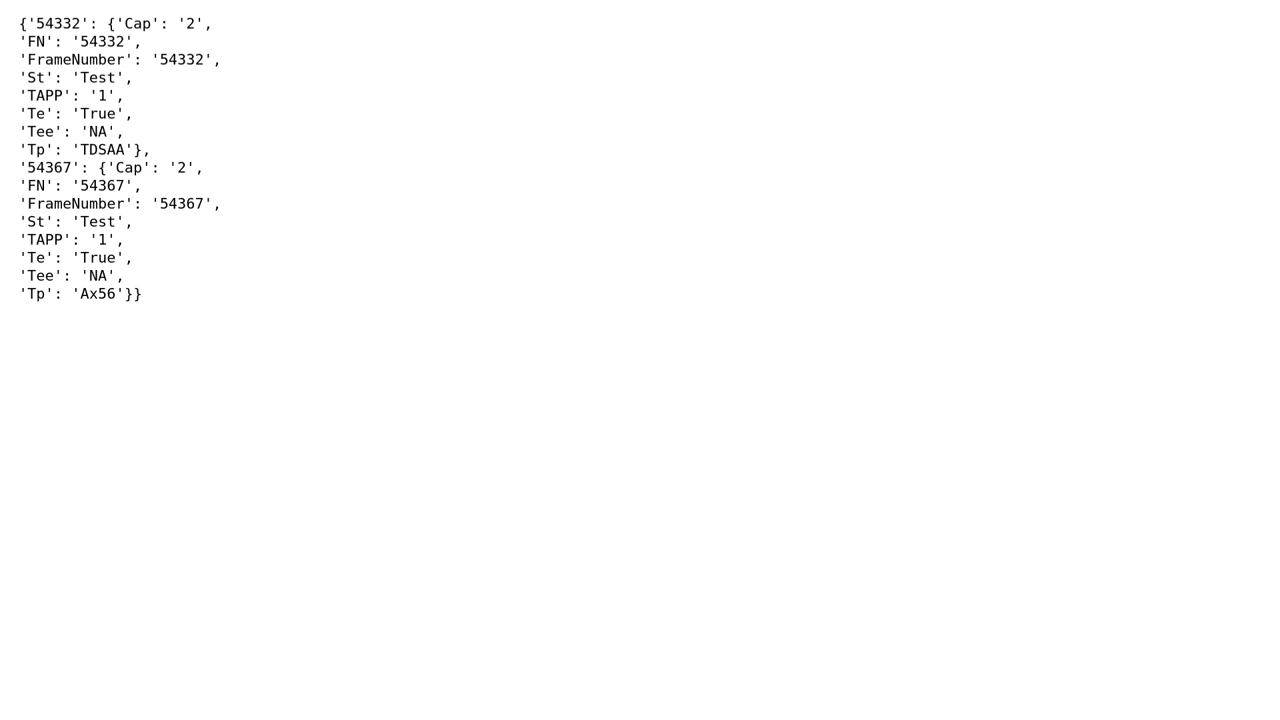 {'54332': {'Cap': '2',
'FN': '54332',
'FrameNumber': '54332',
'St': 'Test',
'TAPP': '1',
'Te': 'True',
'Tee': 'NA',
'Tp': 'TDSAA'},
'54367': {'Cap': '2',
'FN': '54367',
'FrameNumber': '54367',
'St': 'Test',
'TAPP': '1',
'Te': 'True',
'Tee': 'NA',
'Tp': 'Ax56'}}